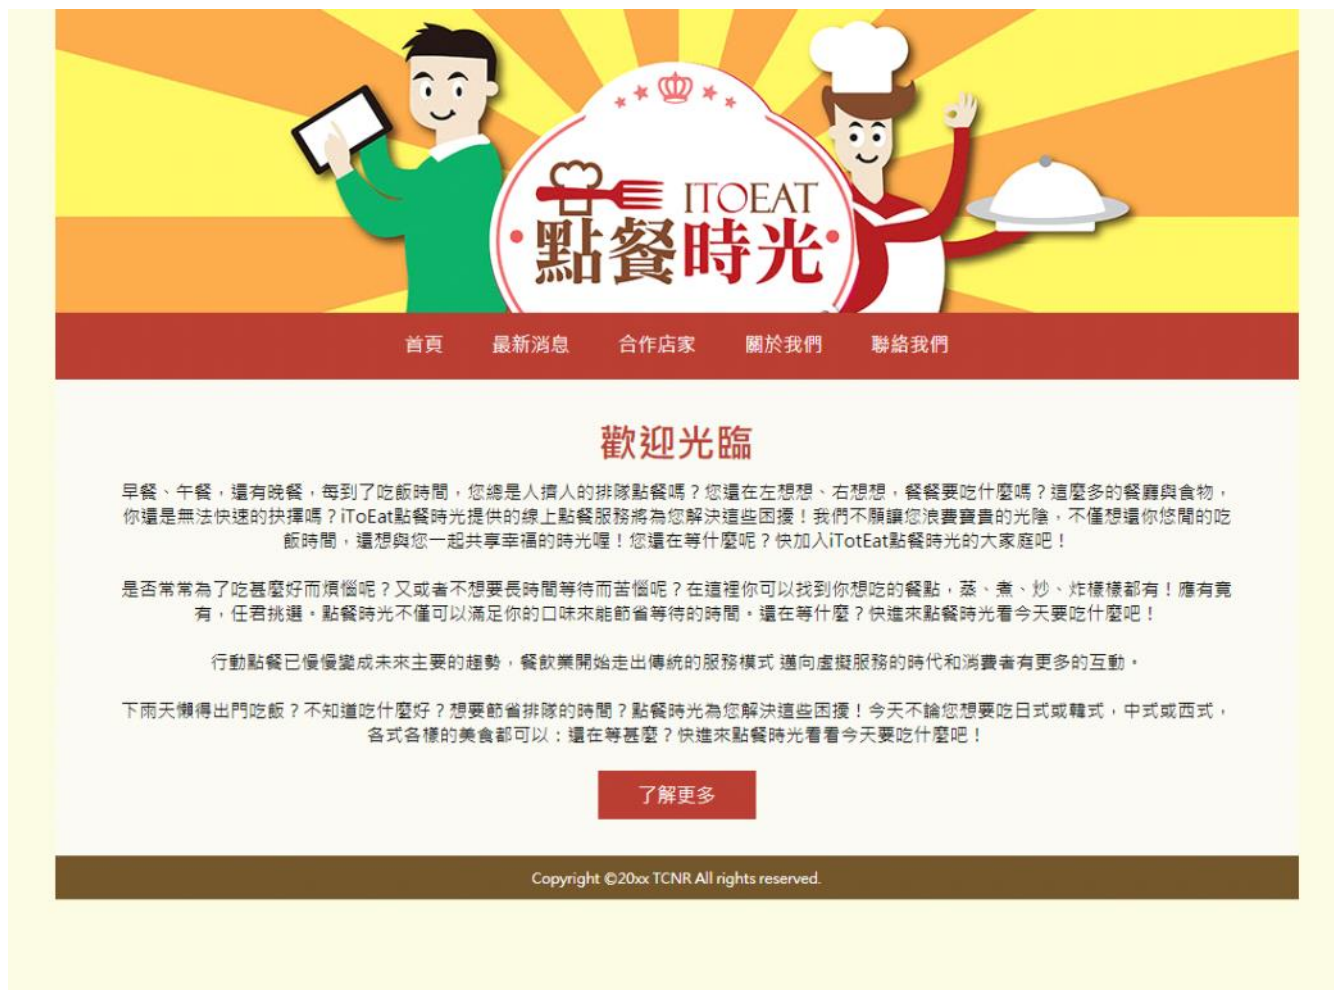 ITOEAT
點餐時光
首頁 最新消息 合作店家 關於我們 聯絡我們
歡迎光臨
早餐、午餐，還有晚餐，每到了吃飯時間，您總是人擠人的排隊點餐嗎？您還在左想想、右想想，餐餐要吃什麼嗎？這麼多的餐廳與食物，
你還是無法快速的抉擇嗎？iToEat點餐時光提供的線上點餐服務將為您解決這些困擾！我們不願讓您浪費寶貴的光陰，不僅想還你悠閒的吃
飯時間，還想與您一起共享幸福的時光喔！您還在等什麼呢？快加入iTotEat點餐時光的大家庭吧！
是否常常為了吃甚麼好而煩惱呢？又或者不想要長時間等待而苦惱呢？在這裡你可以找到你想吃的餐點，蒸、煮、炒、炸樣樣都有！應有竟
有，任君挑選。點餐時光不僅可以滿足你的口味來能節省等待的時間。還在等什麼？快進來點餐時光看今天要吃什麼吧！
行動點餐已慢慢變成未來主要的趨勢，餐飲業開始走出傳統的服務模式 邁向虛擬服務的時代和消費者有更多的互動。
下雨天懶得出門吃飯？不知道吃什麼好？想要節省排隊的時間？點餐時光為您解決這些困擾！今天不論您想要吃日式或韓式，中式或西式，
各式各樣的美食都可以；還在等甚麼？快進來點餐時光看看今天要吃什麼吧！
了解更多
Copyright ©20xx TCNR All rights reserved.